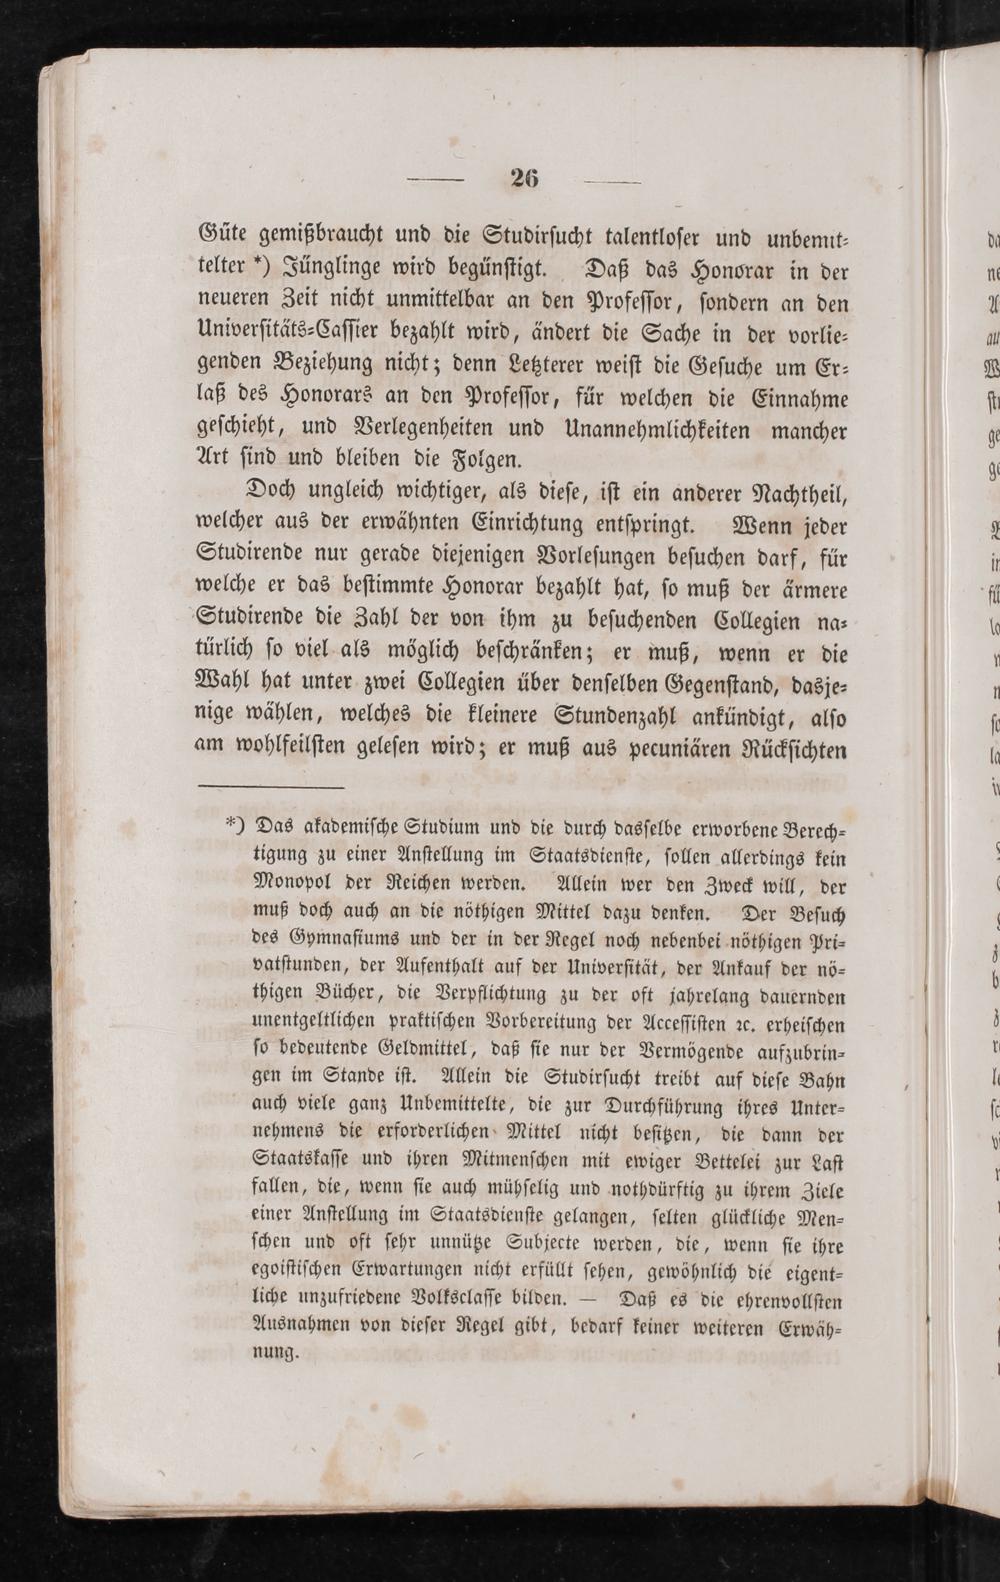 26
Güte gemißbraucht und die Studirsucht talentloser und unbemit-
telter *) Jünglinge wird begünstigt. Daß das Honorar in der
neueren Zeit nicht unmittelbar an den Professor, sondern an den
Universitäts-Cassier bezahlt wird, ändert die Sache in der vorlie-
genden Beziehung nicht; denn Letzterer weist die Gesuche um Er-
laß des Honorars an den Professor, für welchen die Einnahme
geschieht, und Verlegenheiten und Unannehmlichkeiten mancher
Art sind und bleiben die Folgen.
Doch ungleich wichtiger, als diese, ist ein anderer Nachtheil,
welcher aus der erwähnten Einrichtung entspringt. Wenn jeder
Studirende nur gerade diejenigen Vorlesungen besuchen darf, für
welche er das bestimmte Honorar bezahlt hat, so muß der ärmere
Studirende die Zahl der von ihm zu besuchenden Collegien na-
türlich so viel als möglich beschränken; er muß, wenn er die
Wahl hat unter zwei Collegien über denselben Gegenstand, dasje-
nige wählen, welches die kleinere Stundenzahl ankündigt, also
am wohlfeilsten gelesen wird; er muß aus pecuniären Rücksichten
*) Das akademische Studium und die durch dasselbe erworbene Berech-
tigung zu einer Anstellung im Staatsdienste, sollen allerdings kein
Monopol der Reichen werden. Allein wer den Zweck will, der
muß doch auch an die nöthigen Mittel dazu denken. Der Besuch
des Gymnasiums und der in der Regel noch nebenbei nöthigen Pri-
vatstunden, der Aufenthalt auf der Universität, der Ankauf der nö-
thigen Bücher, die Verpflichtung zu der oft jahrelang dauernden
unentgeltlichen praktischen Vorbereitung der Accessisten ꝛc. erheischen
so bedeutende Geldmittel, daß sie nur der Vermögende aufzubrin-
gen im Stande ist. Allein die Studirsucht treibt auf diese Bahn
auch viele ganz Unbemittelte, die zur Durchführung ihres Unter-
nehmens die erforderlichen Mittel nicht besitzen, die dann der
Staatskasse und ihren Mitmenschen mit ewiger Bettelei zur Last
fallen, die, wenn sie auch mühselig und nothdürftig zu ihrem Ziele
einer Anstellung im Staatsdienste gelangen, selten glückliche Men-
schen und oft sehr unnütze Subjecte werden, die, wenn sie ihre
egoistischen Erwartungen nicht erfüllt sehen, gewöhnlich die eigent-
liche unzufriedene Volksclasse bilden. — Daß es die ehrenvollsten
Ausnahmen von dieser Regel gibt, bedarf keiner weiteren Erwäh-
nung.